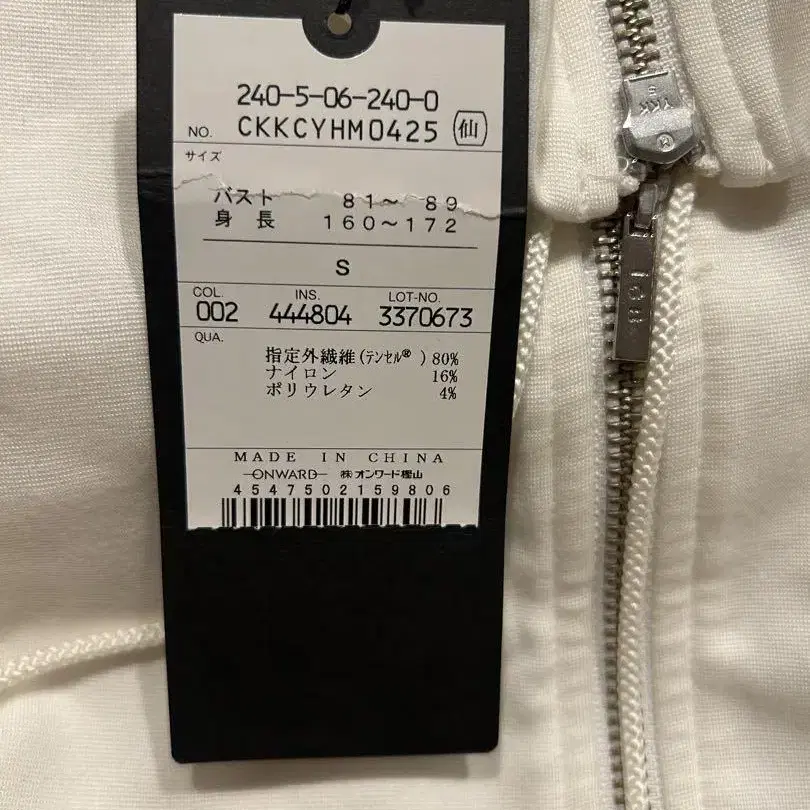 240-5-06-240-0
NO. CKKCYHM0425 仙
サイズ
バスト 81～ 89
身長 160～172
S
COL. INS. LOT-NO.
002 444804 3370673
QUA.
指定外繊維(テンセル® )80%
ナイロン 16%
ポリウレタン 4%
MADE IN CHINA
ONWARD ㈱オンワード樫山
4547502159806
YKK